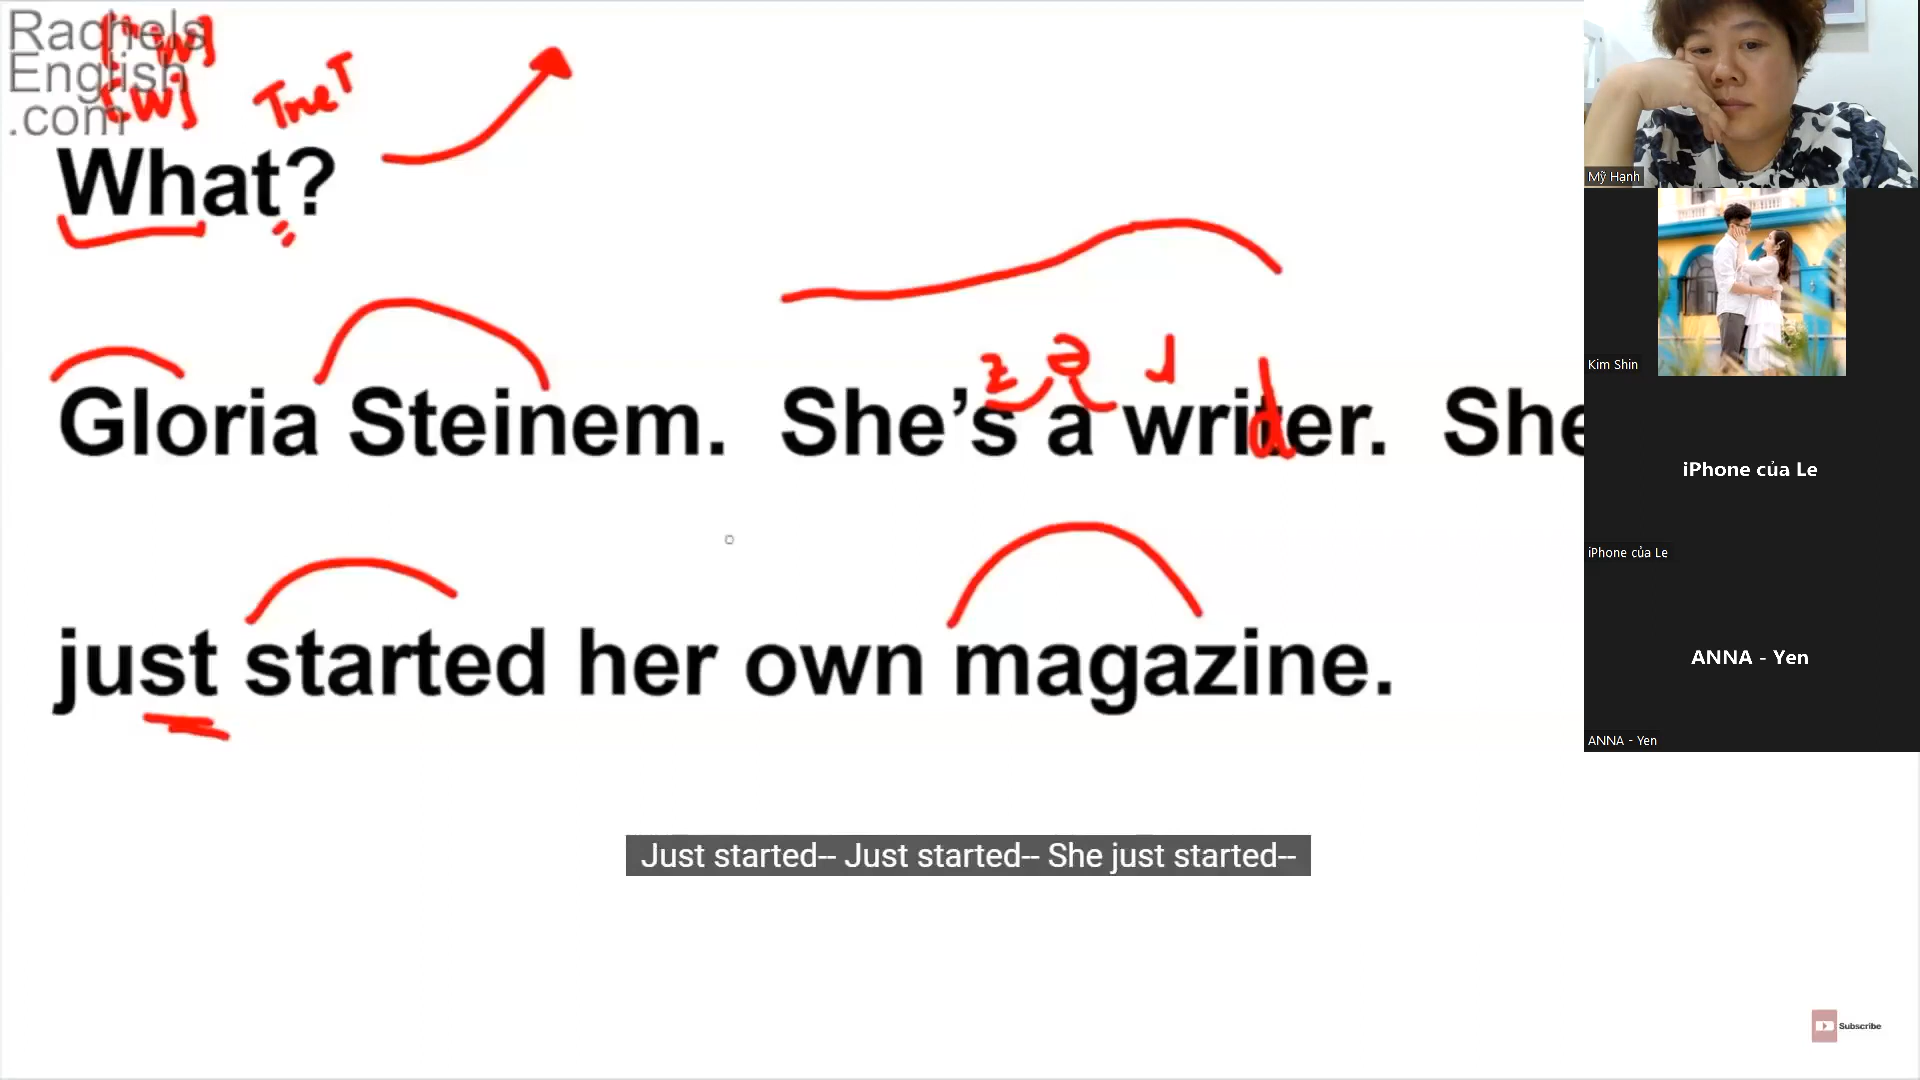 Rachels
English
.com
[W]
True T
What?
Gloria Steinem. She's a writer. She
z ə
d
just started her own magazine.
Just started-- Just started-- She just started--
Mỹ Hạnh
Kim Shin
iPhone của Le
iPhone của Le
ANNA - Yen
ANNA - Yen
Subscribe